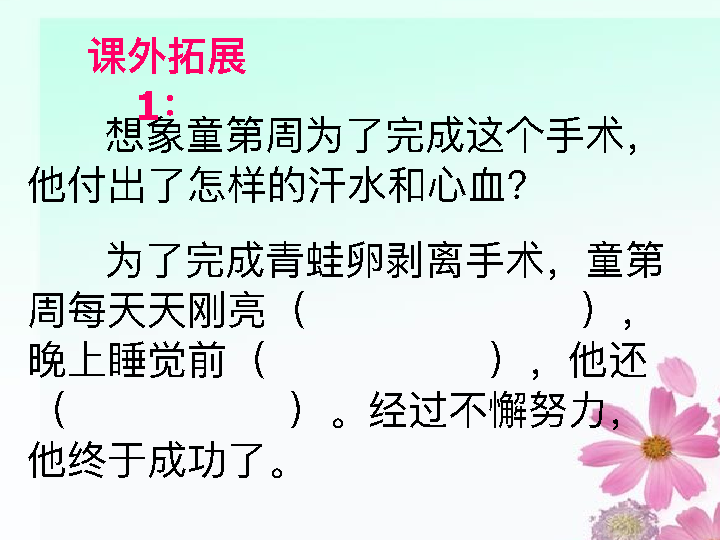 课外拓展
1：
想象童第周为了完成这个手术，
他付出了怎样的汗水和心血？
为了完成青蛙卵剥离手术，童第
周每天天刚亮（　　　　　　　），
晚上睡觉前（　　　　　　），他还
（　　　　　　）。经过不懈努力，
他终于成功了。